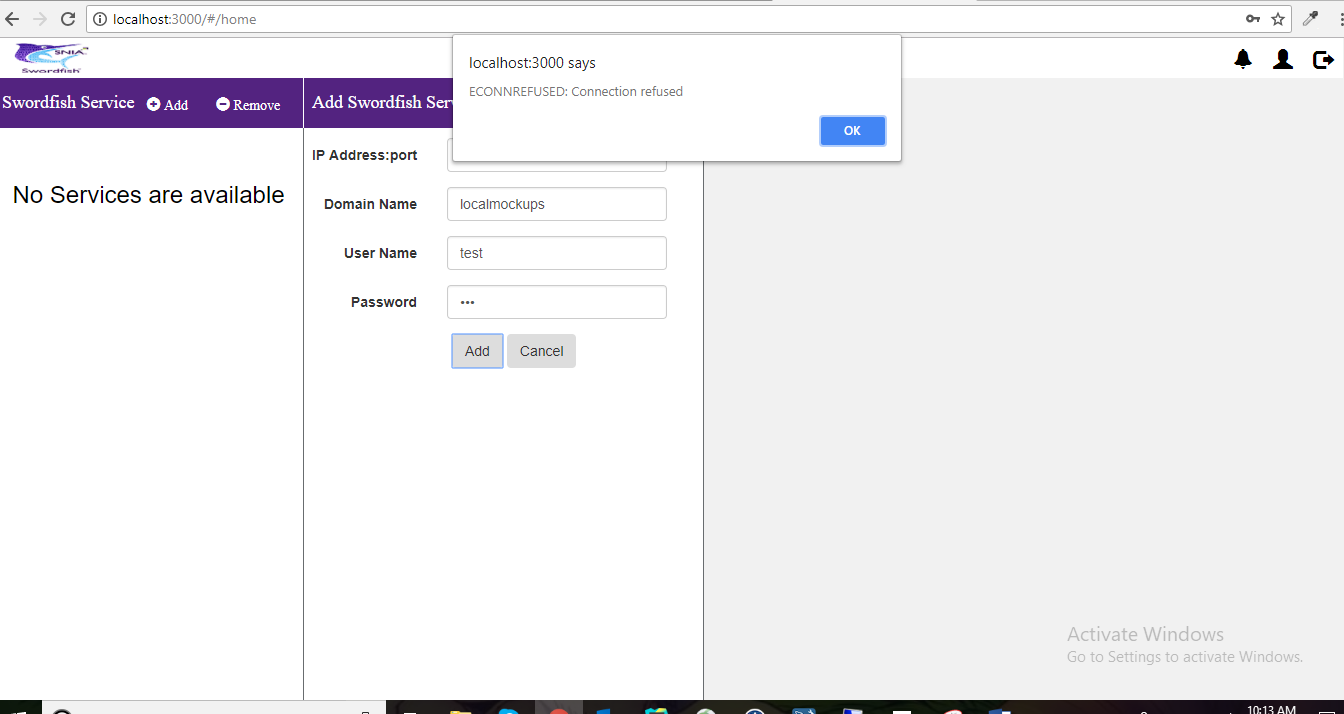 localhost:3000/#/home
SNIA
Swordfish
localhost:3000 says
ECONNREFUSED: Connection refused
OK
Swordfish Service Add Remove
Add Swordfish Serv
IP Address:port
No Services are available
Domain Name localmockups
User Name test
Password •••
Add Cancel
Activate Windows
Go to Settings to activate Windows.
10:13 AM